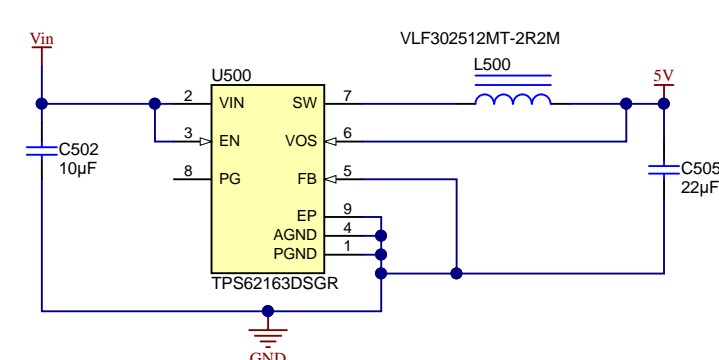 VLF302512MT-2R2M
Vin
L500
5V
U500
2 VIN SW 7
3 EN VOS 6
C502
10µF
8 PG FB 5
C505
22µF
EP 9
AGND 4
PGND 1
TPS62163DSGR
GND